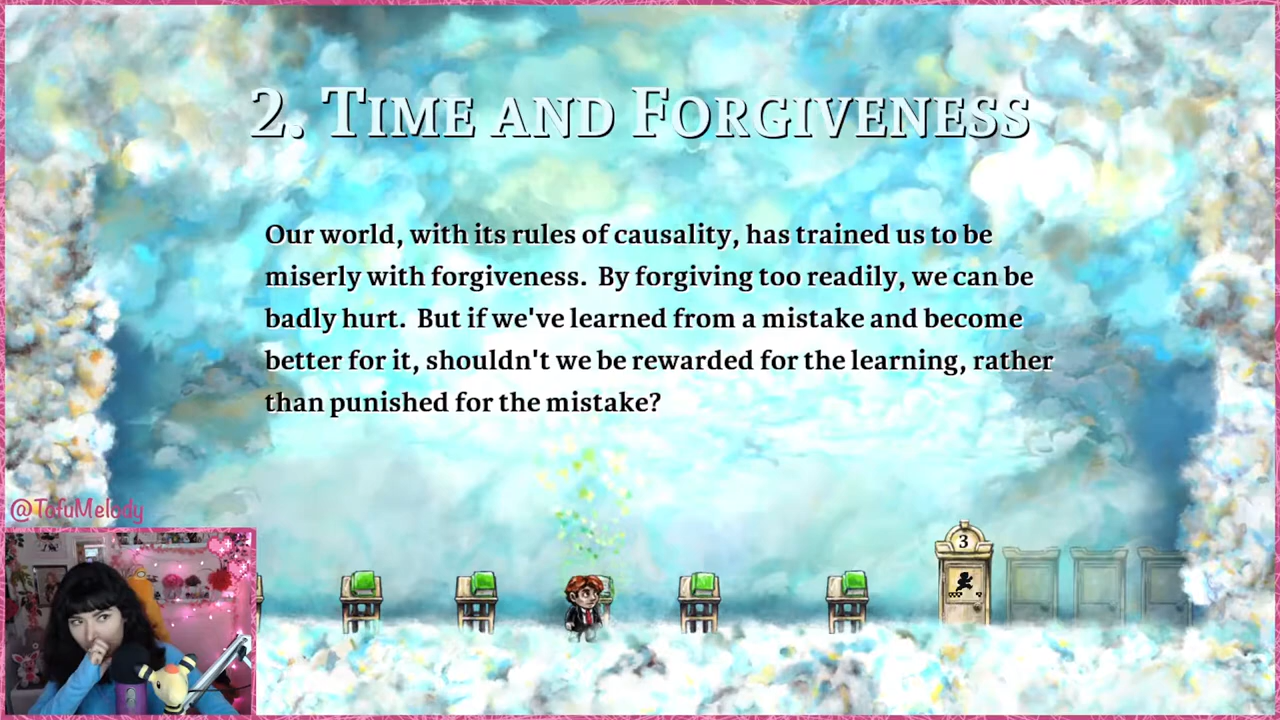 2. TIME AND FORGIVENESS
Our world, with its rules of causality, has trained us to be
miserly with forgiveness.  By forgiving too readily, we can be
badly hurt.  But if we've learned from a mistake and become
better for it, shouldn't we be rewarded for the learning, rather
than punished for the mistake?
@TofuMelody
3